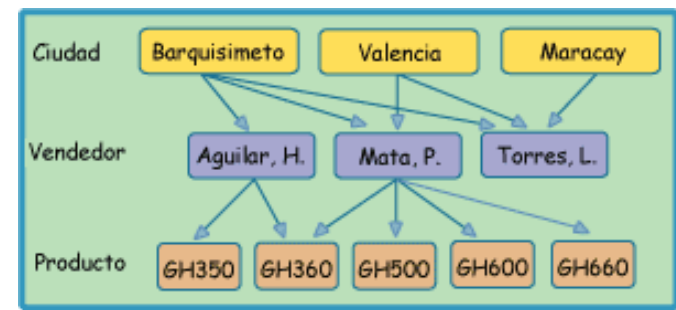 Ciudad Barquisimeto Valencia Maracay
Vendedor Aguilar, H. Mata, P. Torres, L.
Producto GH350 GH360 GH500 GH600 GH660